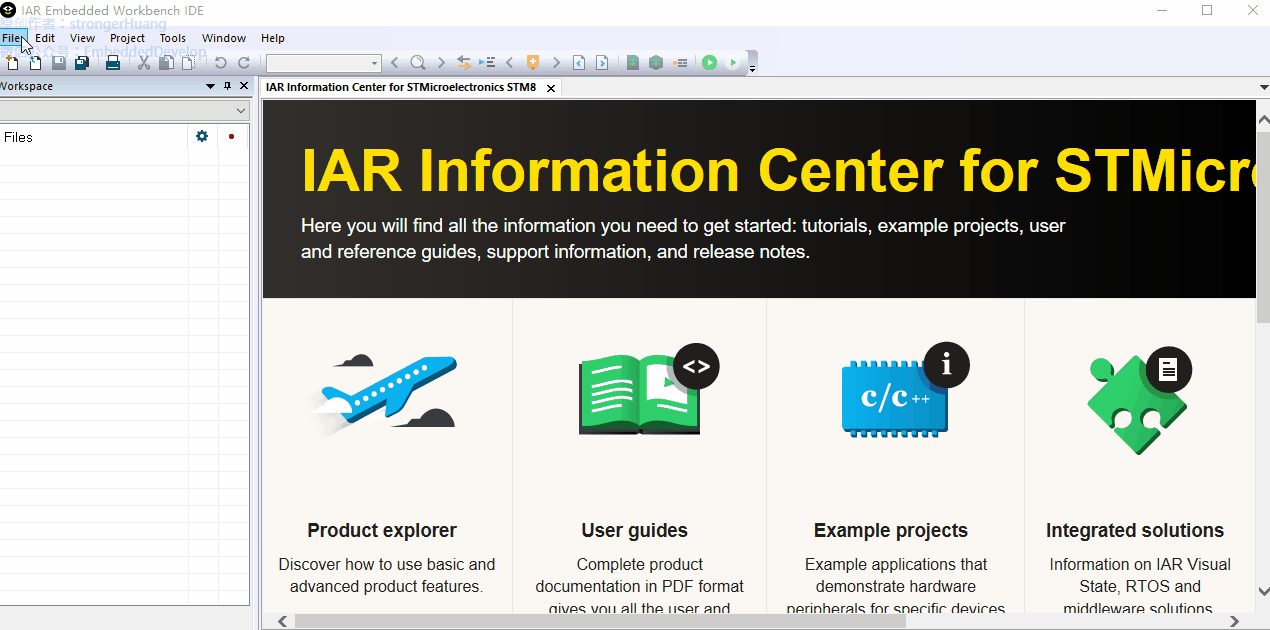 IAR Embedded Workbench IDE
原创作者：strongerHuang
File Edit View Project Tools Window Help
微信公众号：EmbeddedDevelop
Workspace
IAR Information Center for STMicroelectronics STM8
Files
IAR Information Center for STMicro
Here you will find all the information you need to get started: tutorials, example projects, user
and reference guides, support information, and release notes.
<>
i
c/c++
Product explorer
Discover how to use basic and
advanced product features.
User guides
Complete product
documentation in PDF format
gives you all the user and
Example projects
Example applications that
demonstrate hardware
peripherals for specific devices
Integrated solutions
Information on IAR Visual
State, RTOS and
middleware solutions